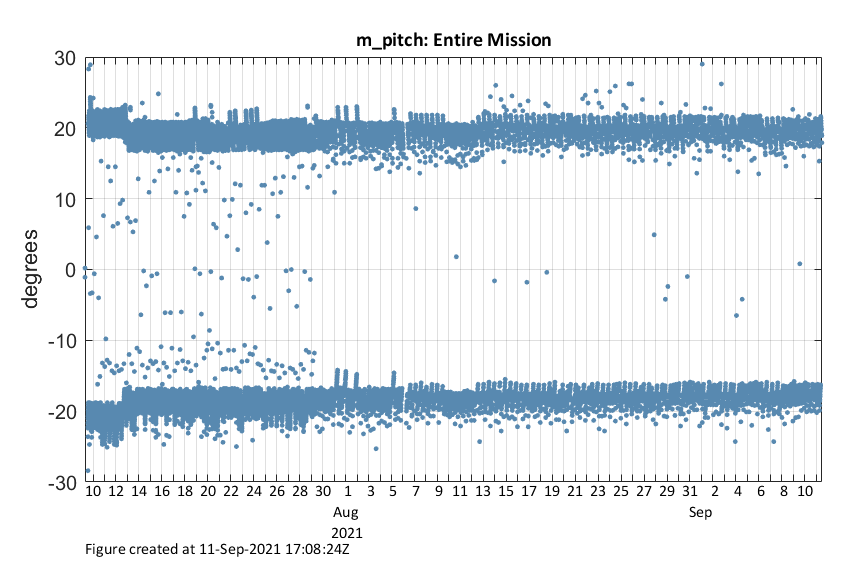 m_pitch: Entire Mission
30
20
10
0
-10
-20
-30
degrees
10 12 14 16 18 20 22 24 26 28 30 1 3 5 7 9 11 13 15 17 19 21 23 25 27 29 31 2 4 6 8 10
Aug Sep
2021
Figure created at 11-Sep-2021 17:08:24Z